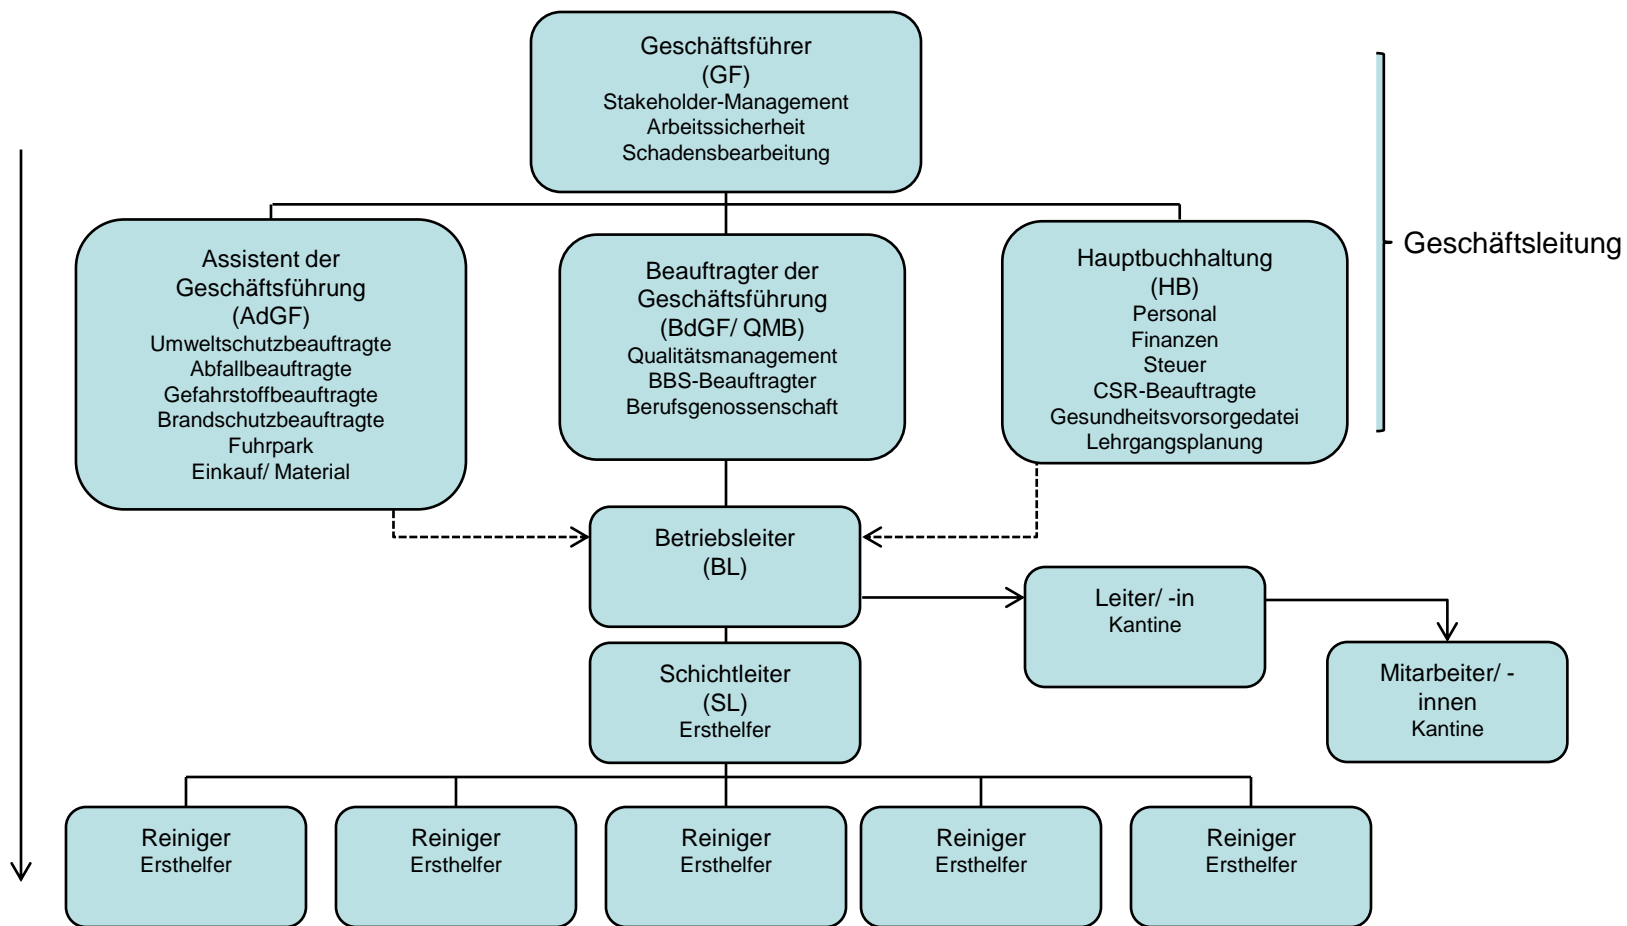 Geschäftsführer
(GF)
Stakeholder-Management
Arbeitssicherheit
Schadensbearbeitung
Geschäftsleitung
Assistent der
Geschäftsführung
(AdGF)
Umweltschutzbeauftragte
Abfallbeauftragte
Gefahrstoffbeauftragte
Brandschutzbeauftragte
Fuhrpark
Einkauf/ Material
Beauftragter der
Geschäftsführung
(BdGF/ QMB)
Qualitätsmanagement
BBS-Beauftragter
Berufsgenossenschaft
Hauptbuchhaltung
(HB)
Personal
Finanzen
Steuer
CSR-Beauftragte
Gesundheitsvorsorgedatei
Lehrgangsplanung
Betriebsleiter
(BL)
Leiter/ -in
Kantine
Mitarbeiter/ -
innen
Kantine
Schichtleiter
(SL)
Ersthelfer
Reiniger
Ersthelfer
Reiniger
Ersthelfer
Reiniger
Ersthelfer
Reiniger
Ersthelfer
Reiniger
Ersthelfer